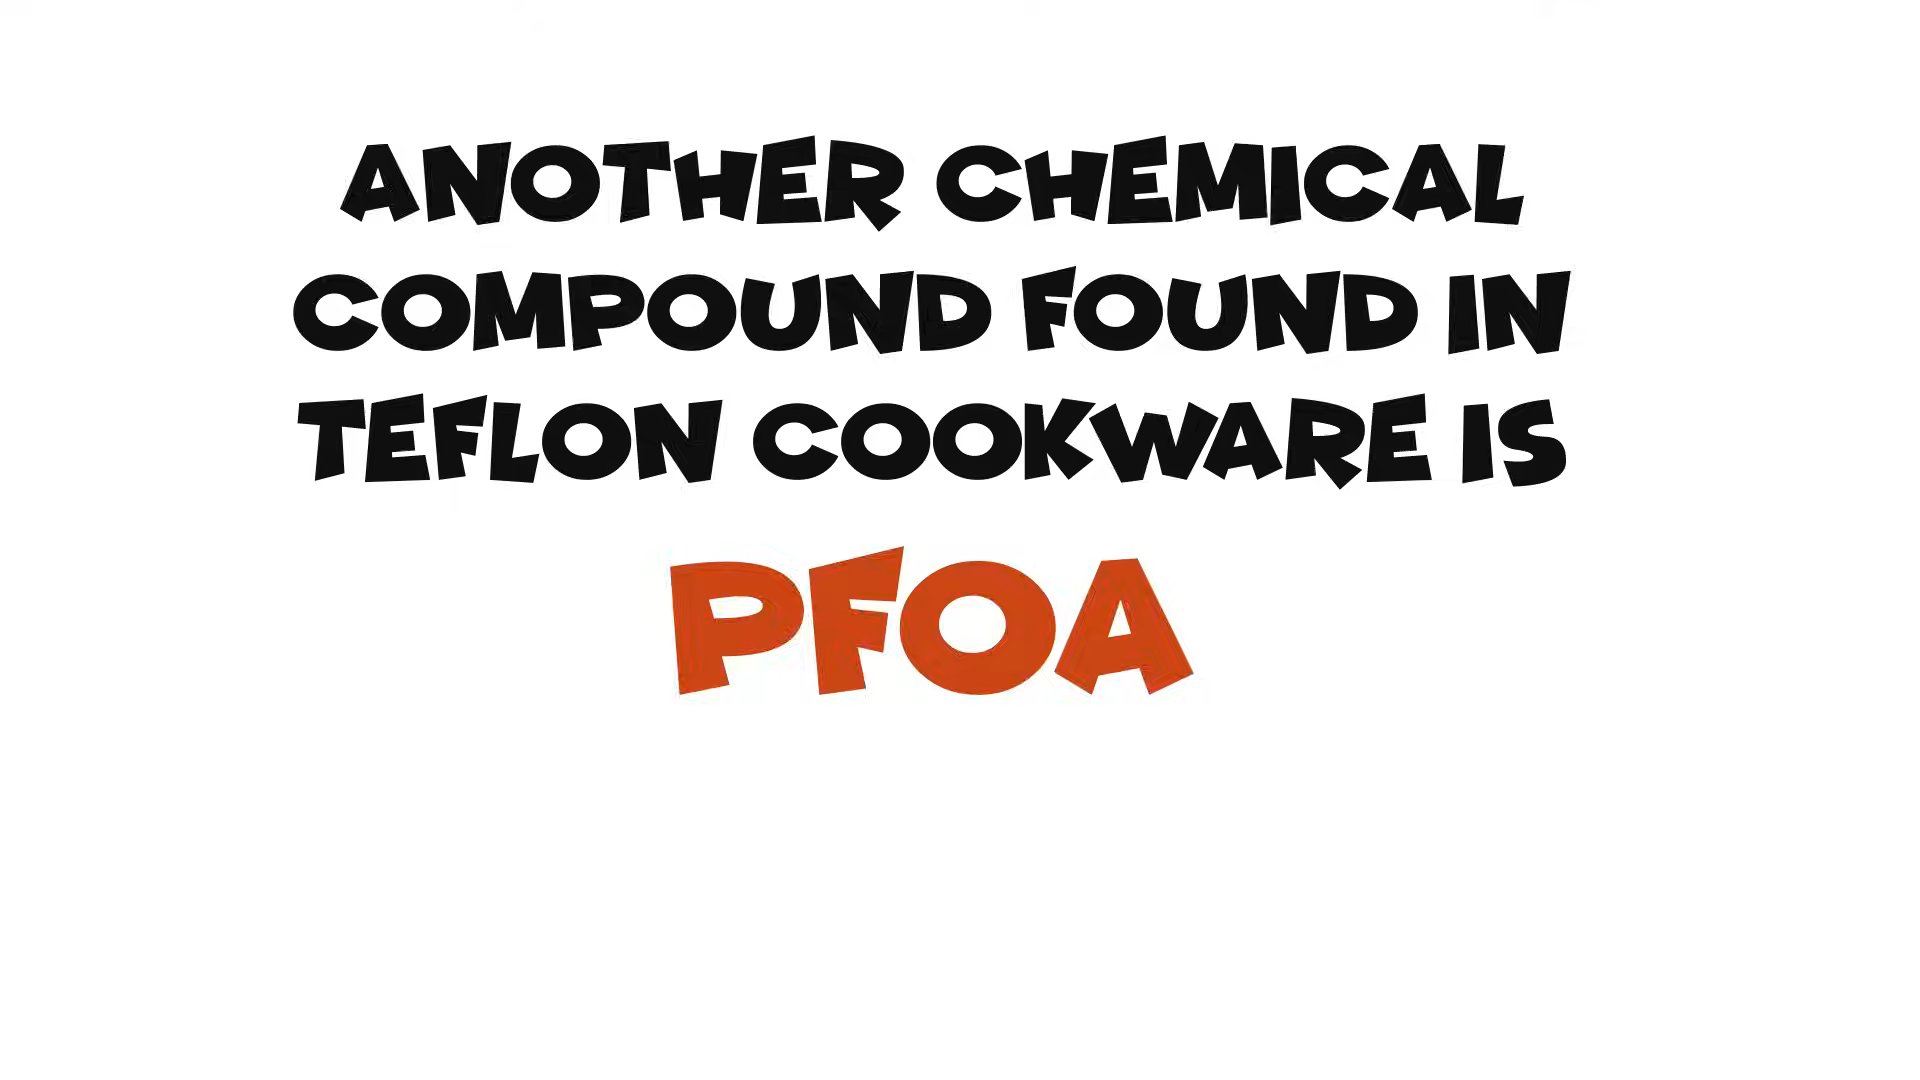 ANOTHER CHEMICAL
COMPOUND FOUND IN
TEFLON COOKWARE IS
PFOA